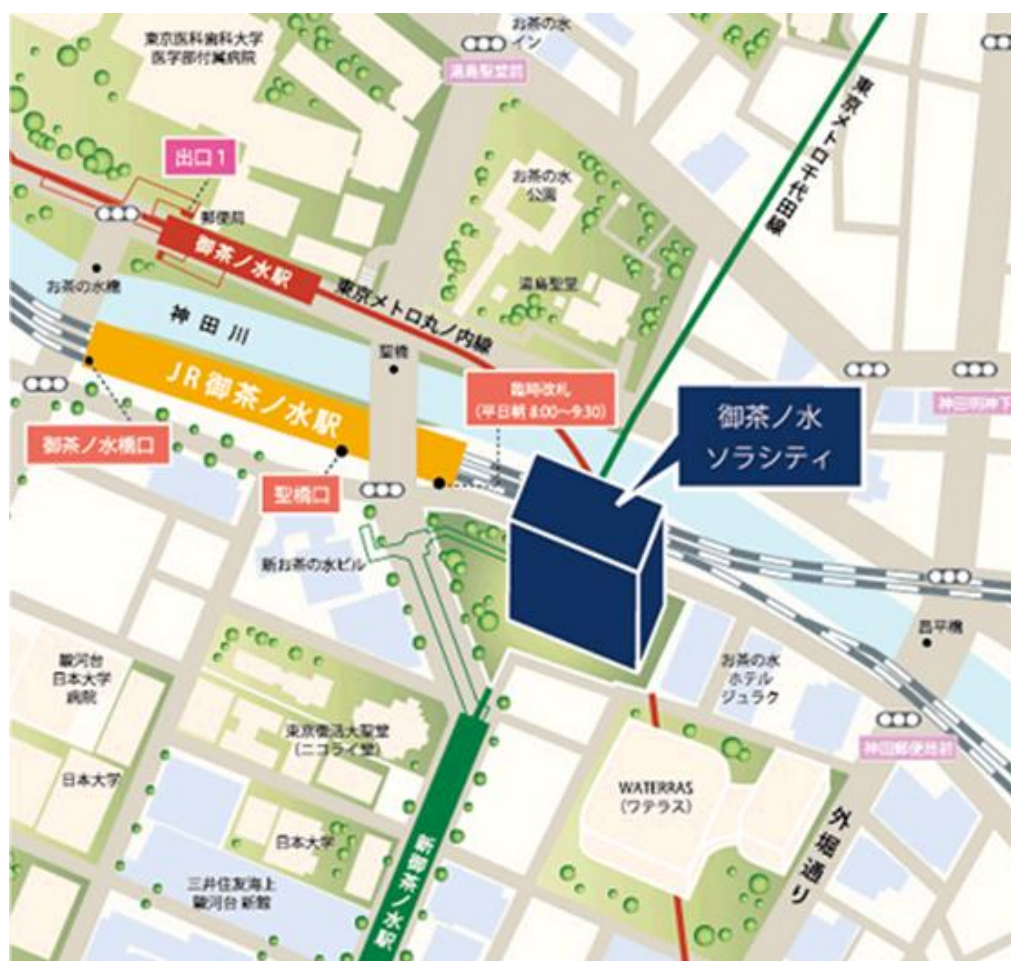 東京医科歯科大学
医学部付属病院
お茶の水
イン
湯島聖堂前
出口 1
郵便局
御茶ノ水駅
お茶の水
公園
東京メトロ千代田線
お茶の水橋
神田川
東京メトロ丸ノ内線
湯島聖堂
聖橋
JR御茶ノ水駅
臨時改札
(平日朝 8:00〜9:30)
神田明神下
御茶ノ水
ソラシティ
御茶ノ水橋口
聖橋口
新お茶の水ビル
昌平橋
駿河台
日本大学
病院
お茶の水
ホテル
ジュラク
東京復活大聖堂
(ニコライ堂)
神田郵便局前
日本大学
WATERRAS
(ワテラス)
外堀通り
日本大学
新御茶ノ水駅
三井住友海上
駿河台 新館